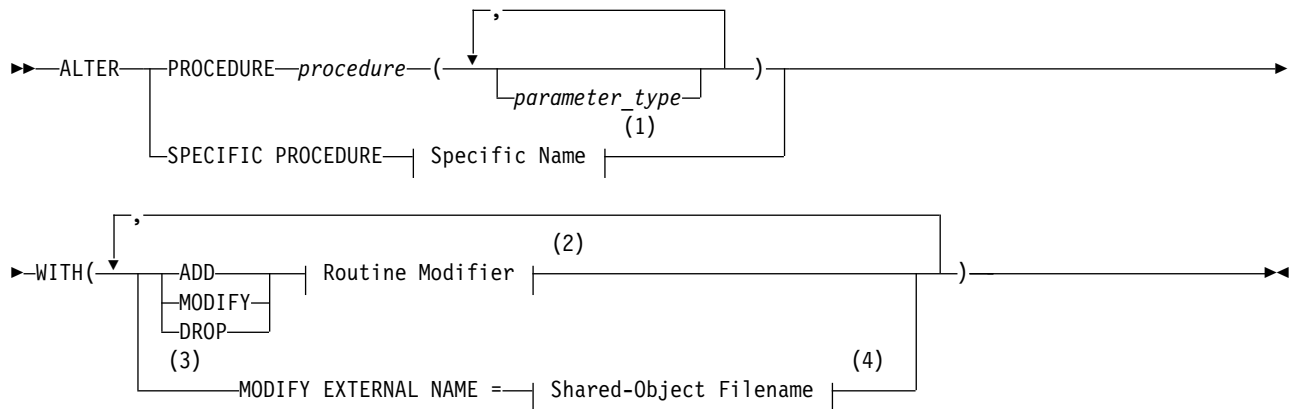 ,
ALTER PROCEDURE procedure ( )
parameter_type
(1)
SPECIFIC PROCEDURE Specific Name
,
(2)
WITH( ADD Routine Modifier )
MODIFY
DROP
(3) (4)
MODIFY EXTERNAL NAME = Shared-Object Filename